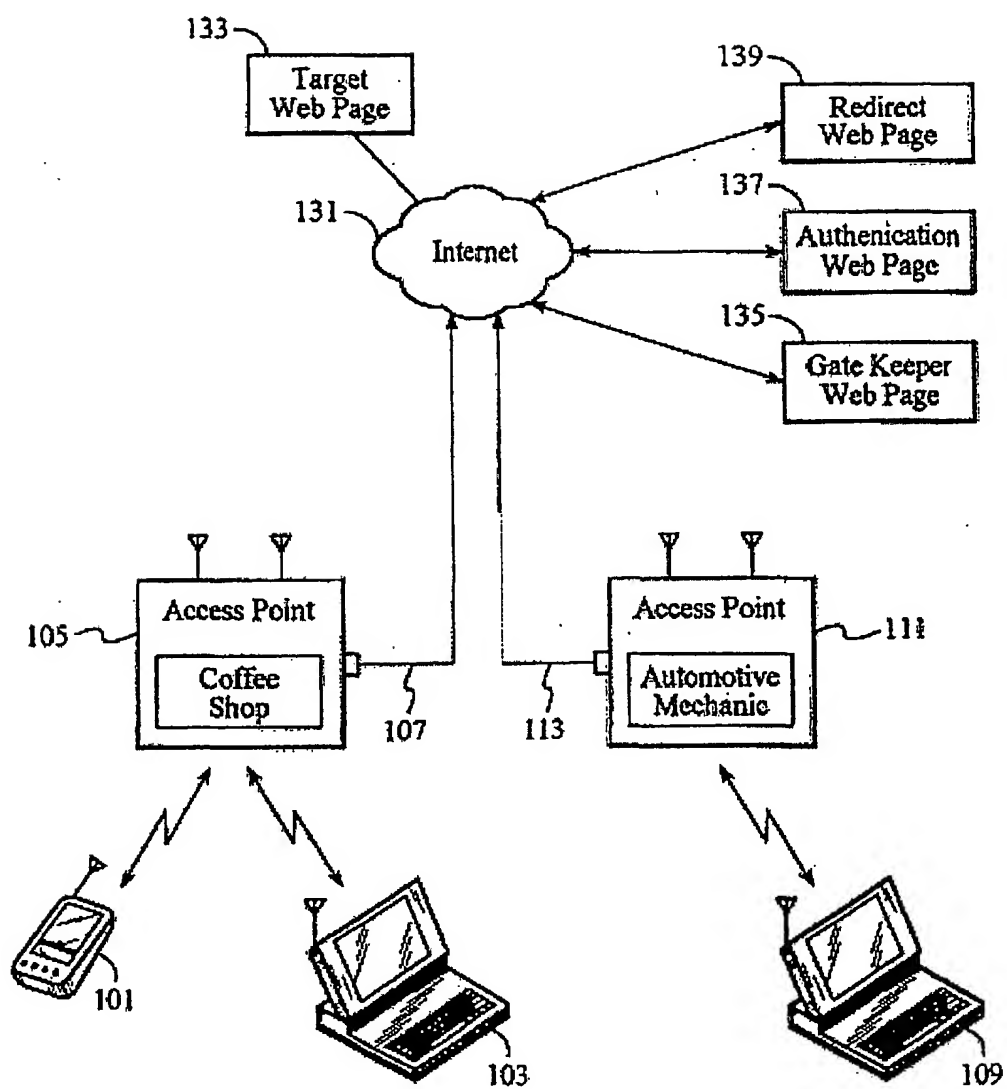 133
Target
Web Page
139
Redirect
Web Page
131
Internet
137
Authenication
Web Page
135
Gate Keeper
Web Page
105
Access Point
Coffee
Shop
107
113
Access Point
Automotive
Mechanic
111
101
103
109